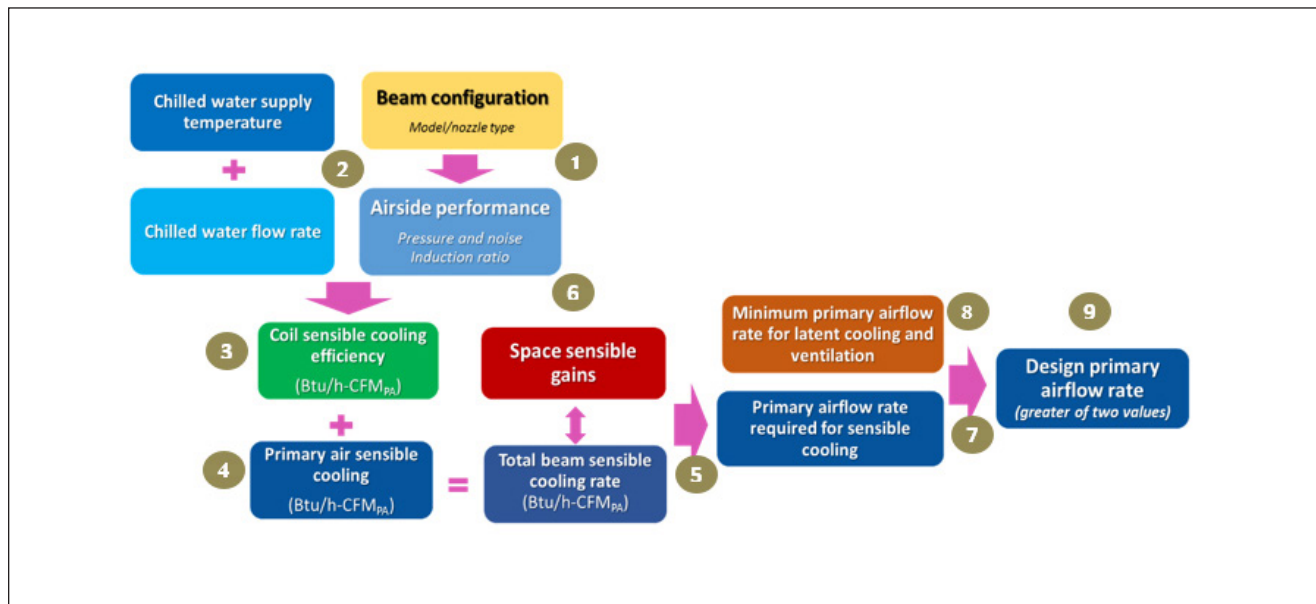 Chilled water supply
temperature
+
2
Chilled water flow rate
Beam configuration
Model/nozzle type
1
Airside performance
Pressure and noise
Induction ratio
6
3
Coil sensible cooling
efficiency
(Btu/h-CFMPA)
+
4
Primary air sensible
cooling
(Btu/h-CFMPA)
=
Space sensible
gains
Total beam sensible
cooling rate
(Btu/h-CFMPA)
5
Minimum primary airflow
rate for latent cooling and
ventilation
8
Primary airflow rate
required for sensible
cooling
7
9
Design primary
airflow rate
(greater of two values)